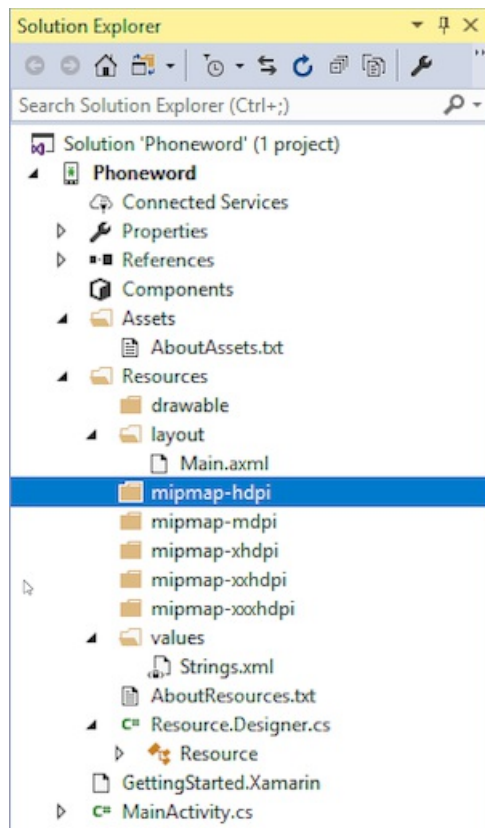 Solution Explorer
Search Solution Explorer (Ctrl+;)
Solution 'Phoneword' (1 project)
Phoneword
Connected Services
Properties
References
Components
Assets
AboutAssets.txt
Resources
drawable
layout
Main.axml
mipmap-hdpi
mipmap-mdpi
mipmap-xhdpi
mipmap-xxhdpi
mipmap-xxxhdpi
values
Strings.xml
AboutResources.txt
C# Resource.Designer.cs
Resource
GettingStarted.Xamarin
C# MainActivity.cs